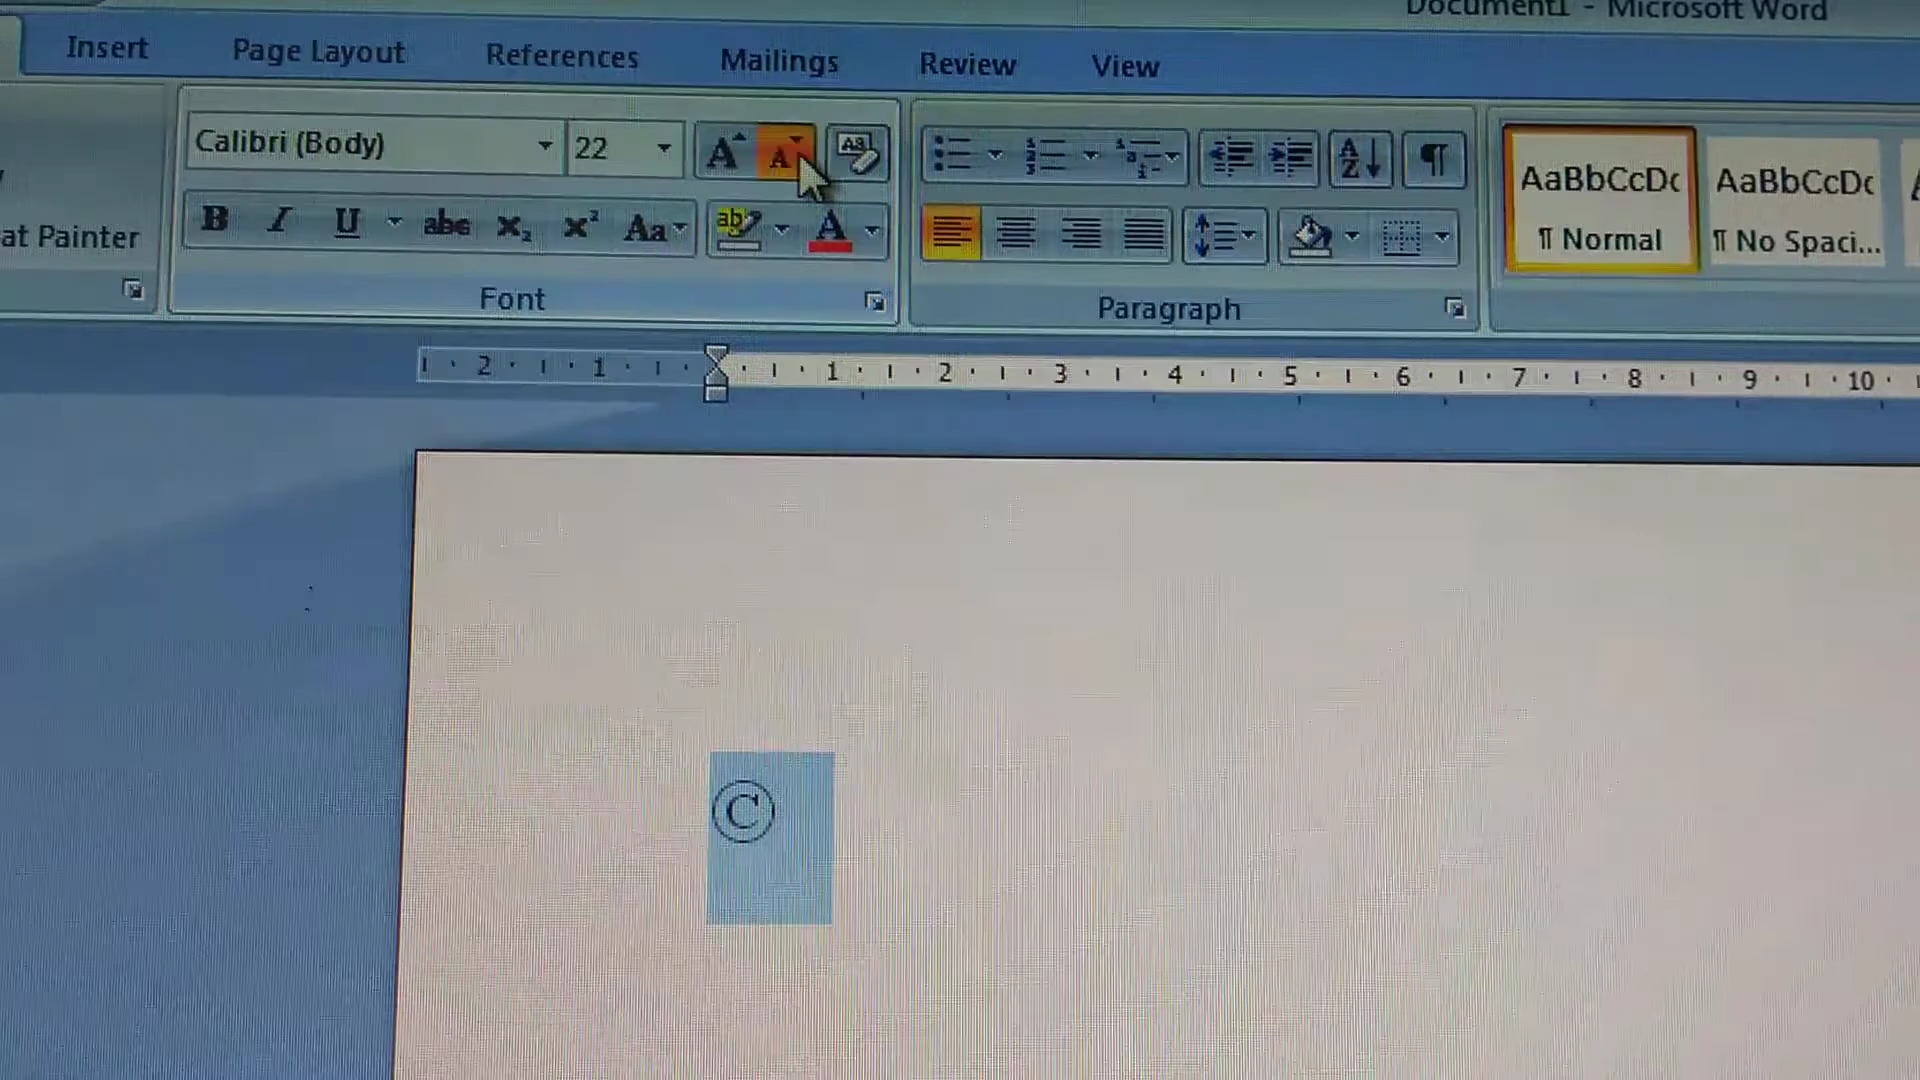 Document1 - Microsoft Word
Insert Page Layout References Mailings Review View
Calibri (Body) 22 A A Aa
B I U abc X₂ X² Aa ab A
at Painter
A Z ¶
AaBbCcDc AaBbCcDc
¶ Normal ¶ No Spaci...
Font Paragraph
2 1 1 2 3 4 5 6 7 8 9 10
©